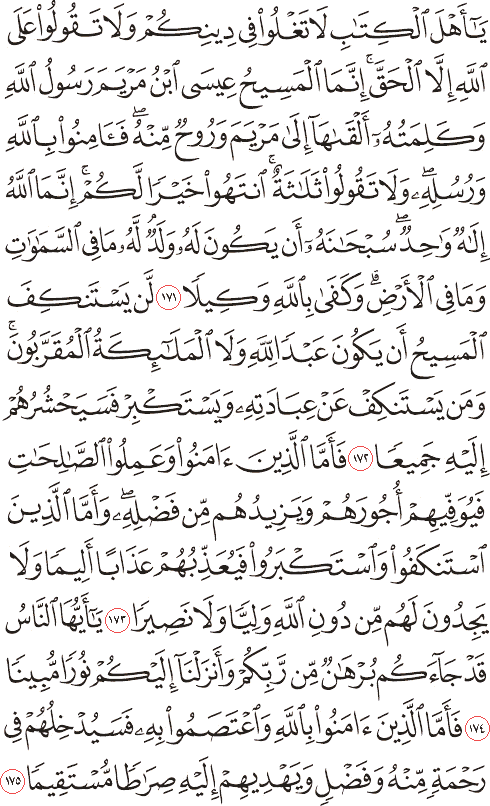 يَـٰٓأَهْلَ ٱلْكِتَـٰبِ لَا تَغْلُوا۟ فِى دِينِكُمْ وَلَا تَقُولُوا۟ عَلَى
ٱللَّهِ إِلَّا ٱلْحَقَّ ۚ إِنَّمَا ٱلْمَسِيحُ عِيسَى ٱبْنُ مَرْيَمَ رَسُولُ ٱللَّهِ
وَكَلِمَتُهُۥٓ أَلْقَىٰهَآ إِلَىٰ مَرْيَمَ وَرُوحٌ مِّنْهُ ۖ فَـَٔامِنُوا۟ بِٱللَّهِ
وَرُسُلِهِۦ ۖ وَلَا تَقُولُوا۟ ثَلَـٰثَةٌ ۚ ٱنتَهُوا۟ خَيْرًا لَّكُمْ ۚ إِنَّمَا ٱللَّهُ
إِلَـٰهٌ وَٰحِدٌ ۖ سُبْحَـٰنَهُۥٓ أَن يَكُونَ لَهُۥ وَلَدٌ ۘ لَّهُۥ مَا فِى ٱلسَّمَـٰوَٰتِ
وَمَا فِى ٱلْأَرْضِ ۗ وَكَفَىٰ بِٱللَّهِ وَكِيلًا ١٧١ لَّن يَسْتَنكِفَ
ٱلْمَسِيحُ أَن يَكُونَ عَبْدًا لِّلَّهِ وَلَا ٱلْمَلَـٰٓئِكَةُ ٱلْمُقَرَّبُونَ ۚ
وَمَن يَسْتَنكِفْ عَنْ عِبَادَتِهِۦ وَيَسْتَكْبِرْ فَسَيَحْشُرُهُمْ
إِلَيْهِ جَمِيعًا ١٧٢ فَأَمَّا ٱلَّذِينَ ءَامَنُوا۟ وَعَمِلُوا۟ ٱلصَّـٰلِحَـٰتِ
فَيُوَفِّيهِمْ أُجُورَهُمْ وَيَزِيدُهُم مِّن فَضْلِهِۦ ۖ وَأَمَّا ٱلَّذِينَ
ٱسْتَنكَفُوا۟ وَٱسْتَكْبَرُوا۟ فَيُعَذِّبُهُمْ عَذَابًا أَلِيمًا وَلَا
يَجِدُونَ لَهُم مِّن دُونِ ٱللَّهِ وَلِيًّا وَلَا نَصِيرًا ١٧٣ يَـٰٓأَيُّهَا ٱلنَّاسُ
قَدْ جَآءَكُم بُرْهَـٰنٌ مِّن رَّبِّكُمْ وَأَنزَلْنَآ إِلَيْكُمْ نُورًا مُّبِينًا
١٧٤ فَأَمَّا ٱلَّذِينَ ءَامَنُوا۟ بِٱللَّهِ وَٱعْتَصَمُوا۟ بِهِۦ فَسَيُدْخِلُهُمْ فِى
رَحْمَةٍ مِّنْهُ وَفَضْلٍ وَيَهْدِيهِمْ إِلَيْهِ صِرَٰطًا مُّسْتَقِيمًا ١٧٥